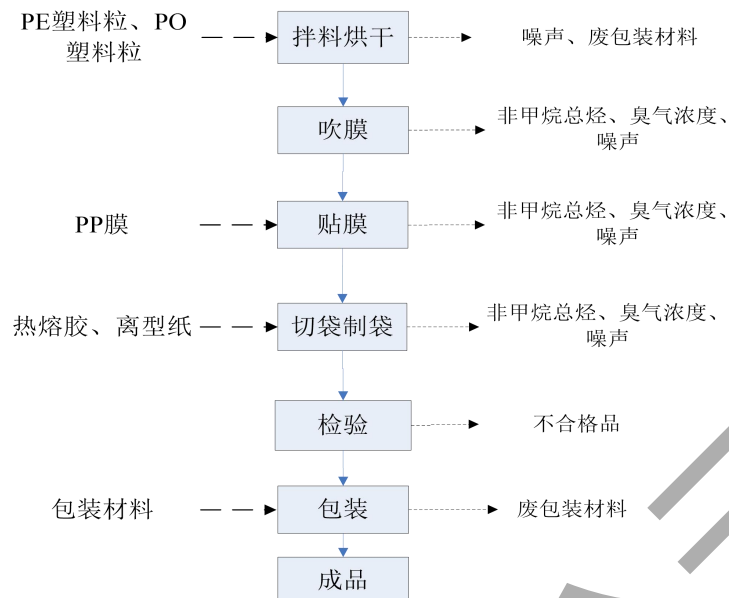 PE塑料粒、PO
塑料粒
拌料烘干
噪声、废包装材料
吹膜
非甲烷总烃、臭气浓度、
噪声
PP膜
贴膜
非甲烷总烃、臭气浓度、
噪声
热熔胶、离型纸
切袋制袋
非甲烷总烃、臭气浓度、
噪声
检验
不合格品
包装材料
包装
废包装材料
成品